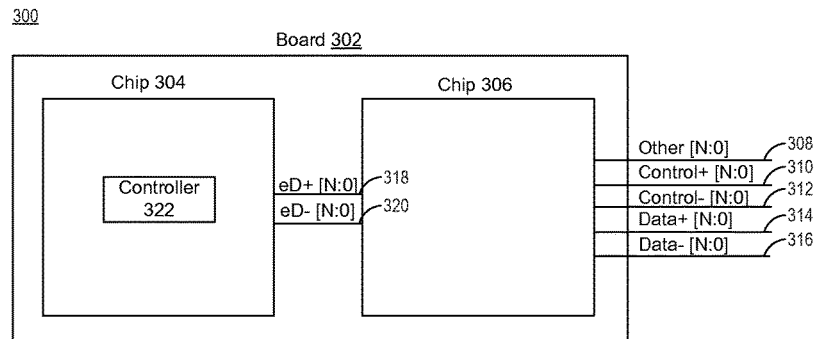 300
Board 302
Chip 304
Chip 306
Controller
322
eD+ [N:0]
318
eD- [N:0]
320
Other [N:0]
308
Control+ [N:0]
310
Control- [N:0]
312
Data+ [N:0]
314
Data- [N:0]
316